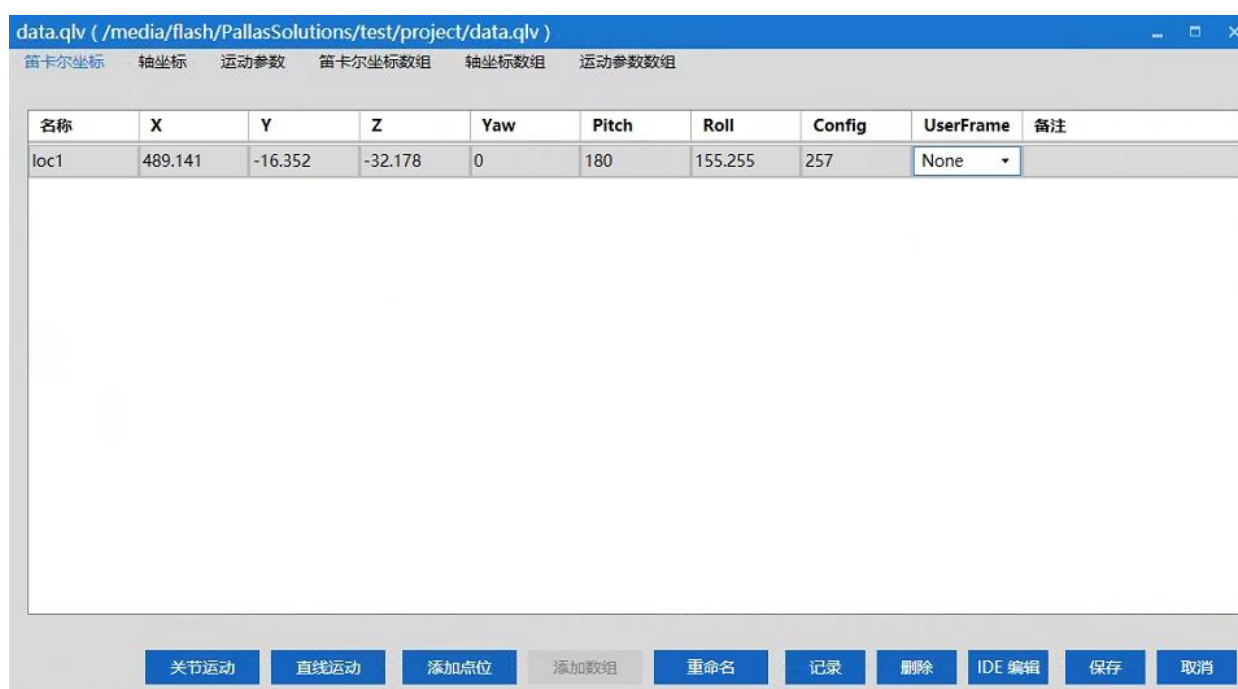 data.qlv ( /media/flash/PallasSolutions/test/project/data.qlv )
笛卡尔坐标 轴坐标 运动参数 笛卡尔坐标数组 轴坐标数组 运动参数数组
名称 X Y Z Yaw Pitch Roll Config UserFrame 备注
loc1 489.141 -16.352 -32.178 0 180 155.255 257 None
关节运动 直线运动 添加点位 添加数组 重命名 记录 删除 IDE 编辑 保存 取消